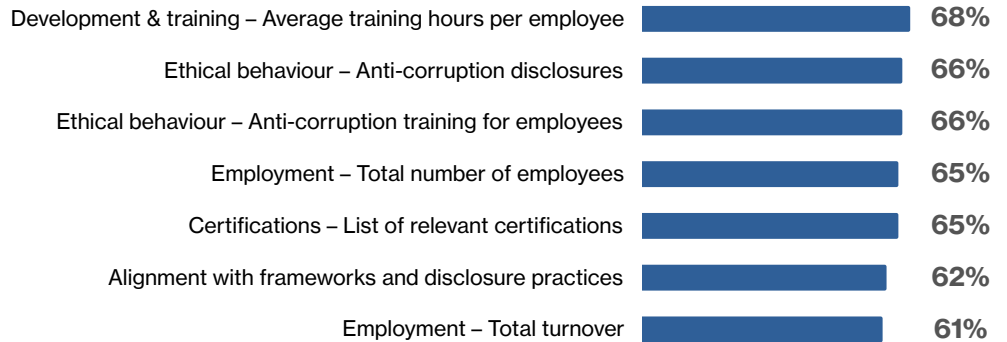 Development & training – Average training hours per employee 68%
Ethical behaviour – Anti-corruption disclosures 66%
Ethical behaviour – Anti-corruption training for employees 66%
Employment – Total number of employees 65%
Certifications – List of relevant certifications 65%
Alignment with frameworks and disclosure practices 62%
Employment – Total turnover 61%